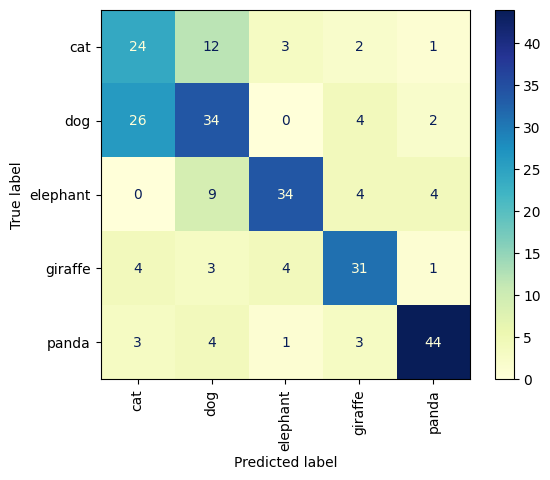 cat 24 12 3 2 1
dog 26 34 0 4 2
elephant 0 9 34 4 4
giraffe 4 3 4 31 1
panda 3 4 1 3 44
cat dog elephant giraffe panda
Predicted label
True label
40
35
30
25
20
15
10
5
0